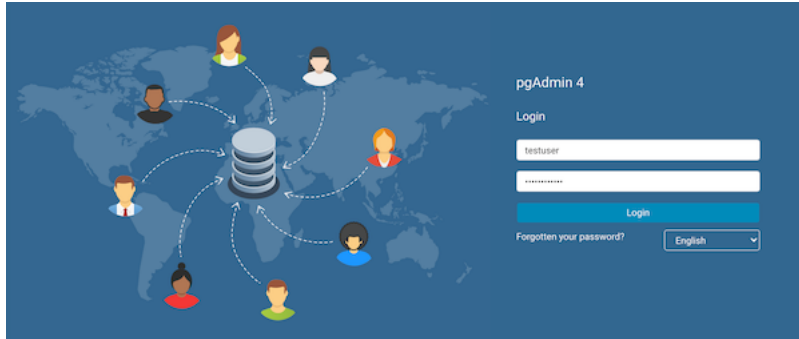 pgAdmin 4
Login
testuser
••••••••••••
Login
Forgotten your password?
English